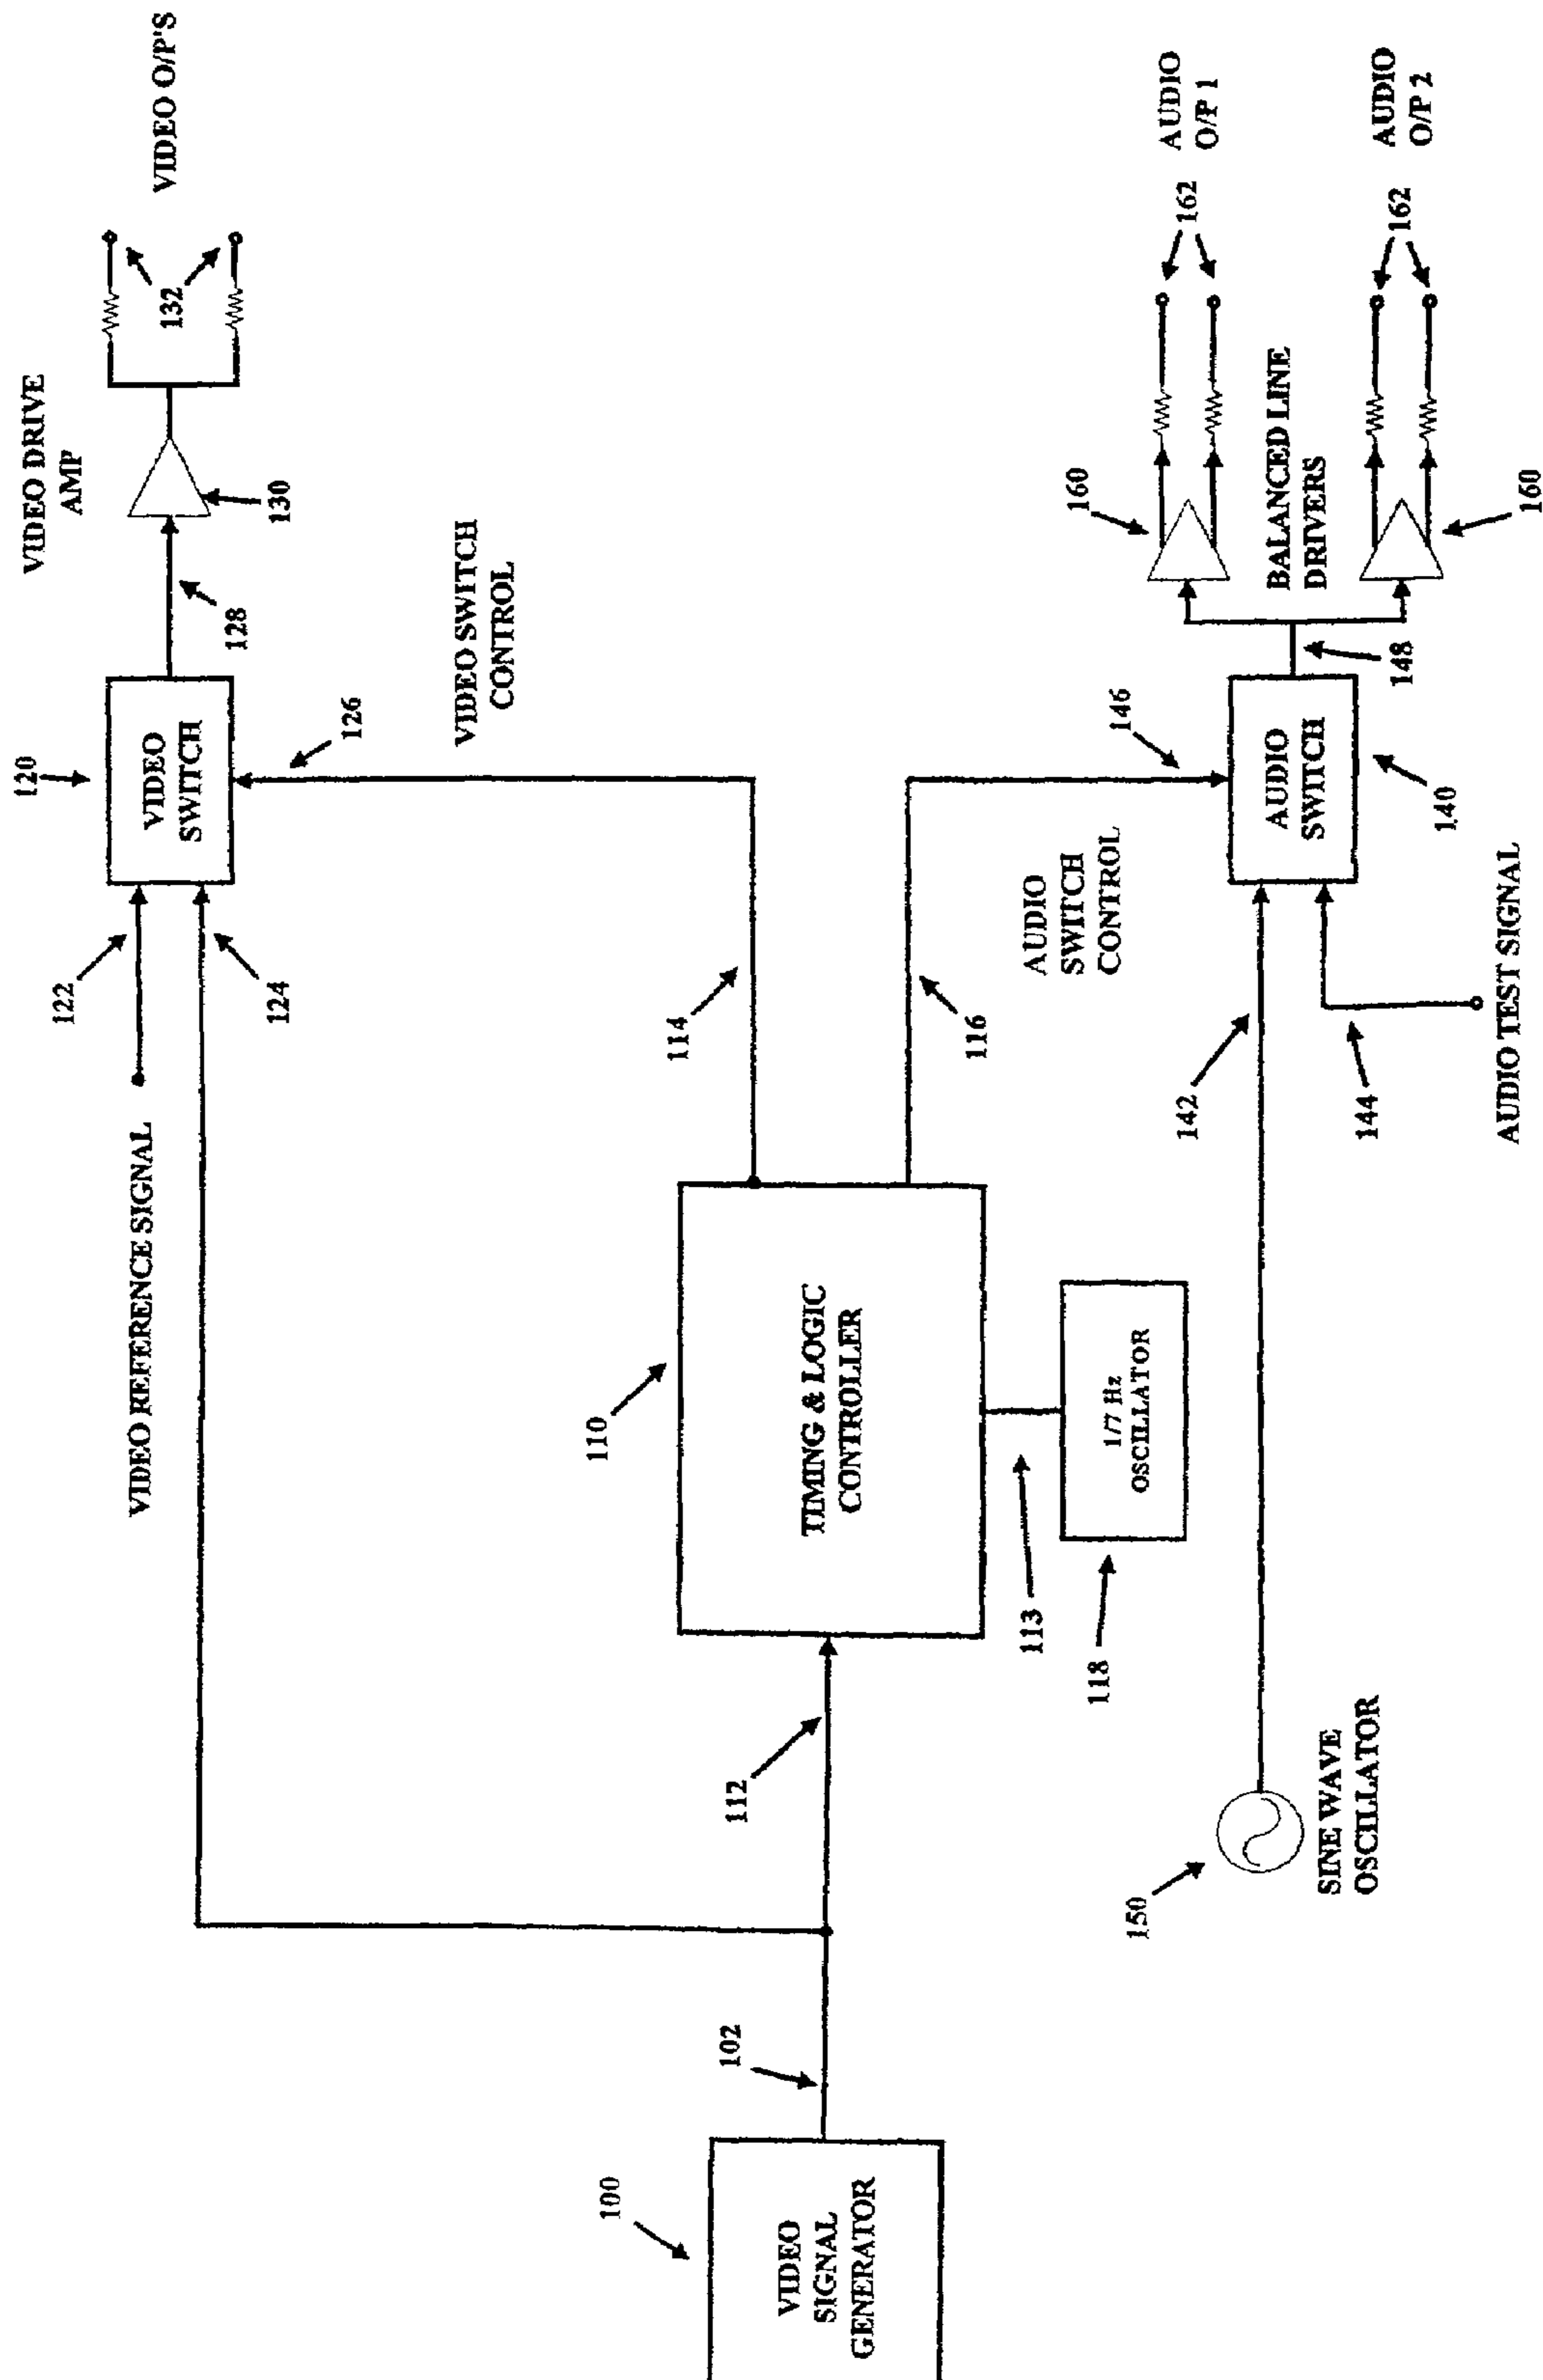 VIDEO
SIGNAL
GENERATOR
100
102
112
TIMING & LOGIC
CONTROLLER
110
113
1/7 Hz
OSCILLATOR
118
114
116
VIDEO REFERENCE SIGNAL
122
124
120
VIDEO
SWITCH
126
VIDEO SWITCH
CONTROL
128
VIDEO DRIVE
AMP
130
132
VIDEO O/P'S
SINE WAVE
OSCILLATOR
150
142
144
AUDIO TEST SIGNAL
AUDIO
SWITCH
CONTROL
146
AUDIO
SWITCH
140
148
BALANCED LINE
DRIVERS
160
160
162
AUDIO
O/P 1
162
AUDIO
O/P 2